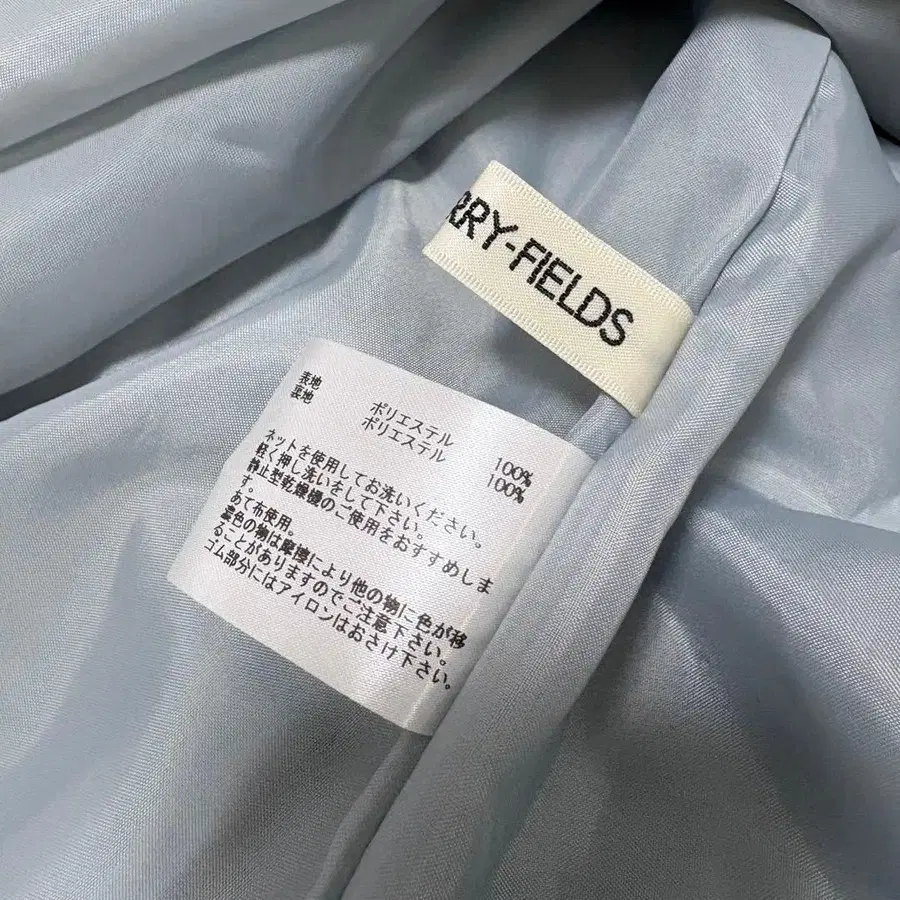 RRY-FIELDS
表地 ポリエステル 100%
裏地 ポリエステル 100%
ネットを使用してお洗いください。
軽く押し洗いをして下さい。
静止型乾燥機のご使用をおすすめしま
す。
あて布使用。
濃色の物は摩擦により他の物に色が移
ることがありますのでご注意下さい。
ゴム部分にはアイロンはおさけ下さい。